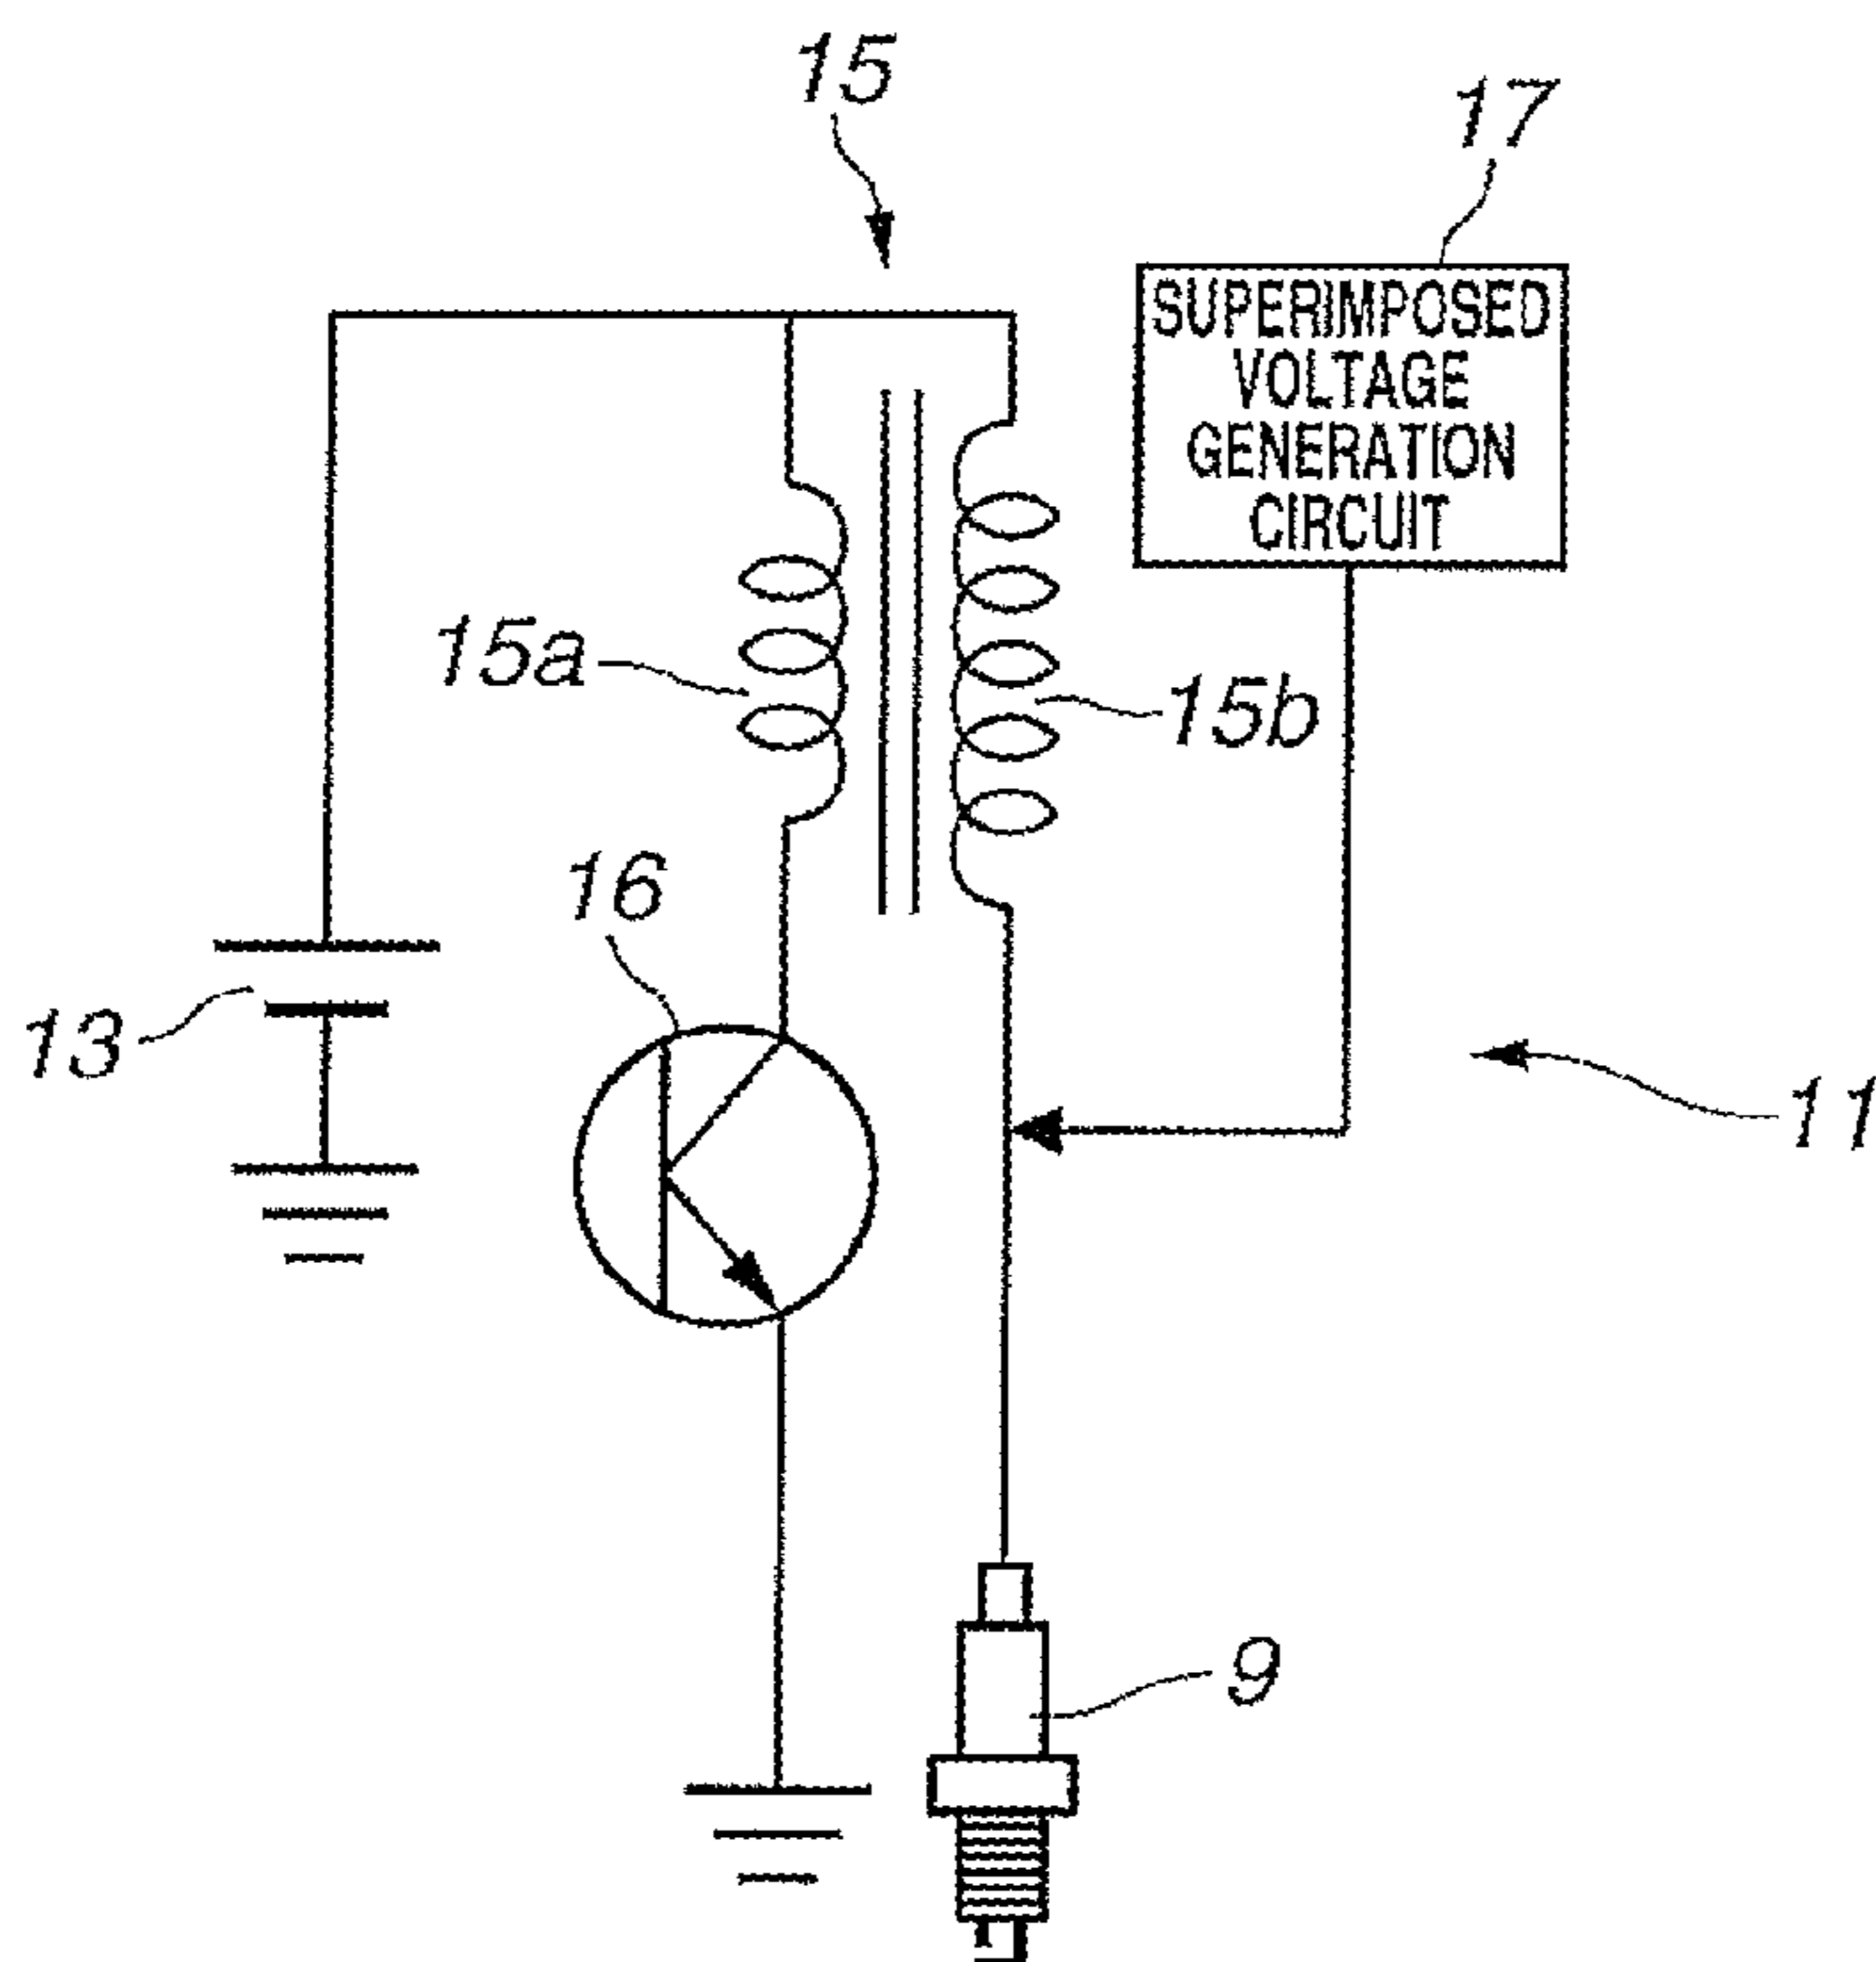 15
17
SUPERIMPOSED
VOLTAGE
GENERATION
CIRCUIT
15a
15b
16
13
11
9